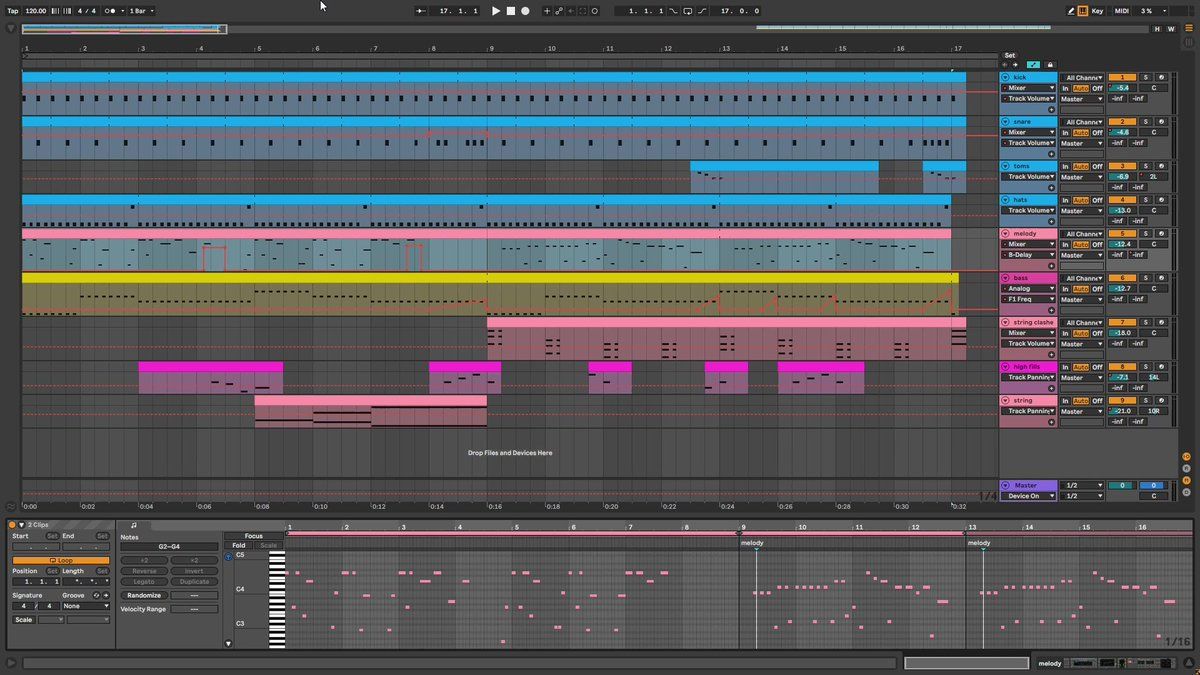 Tap 120.00 4 / 4 1 Bar 17. 1. 1 1. 1. 1 17. 0. 0 Key MIDI 3 %
H W
1 2 3 4 5 6 7 8 9 10 11 12 13 14 15 16 17
Set
kick All Channe 1 S
Mixer In Auto Off -5.4 C
Track Volume Master -inf -inf
snare All Channe 2 S
Mixer In Auto Off -4.6 C
Track Volume Master -inf -inf
toms In Auto Off 3 S
Track Volume Master -6.9 2L
-inf -inf
hats In Auto Off 4 S
Track Volume Master -13.0 C
-inf -inf
melody All Channe 5 S
Mixer In Auto Off -12.4 C
B-Delay Master -inf -inf
bass All Channe 6 S
Analog In Auto Off -12.7 C
F1 Freq Master -inf -inf
string clashe All Channe 7 S
Mixer In Auto Off -18.0 C
Track Volume Master -inf -inf
high fills In Auto Off 8 S
Track Panning Master -7.1 14L
-inf -inf
string In Auto Off 9 S
Track Panning Master -21.0 10R
-inf -inf
Drop Files and Devices Here
Master 1/2 0 0
Device On 1/2 C
1/4
0:00 0:02 0:04 0:06 0:08 0:10 0:12 0:14 0:16 0:18 0:20 0:22 0:24 0:26 0:28 0:30 0:32
2 Clips
Start Set End Set
Loop
Position Set Length Set
1. 1. 1 *. *. *
Signature Groove
4 / 4 None
Scale
Notes
G2-G4
÷2 ×2
Reverse Invert
Legato Duplicate
Randomize ---
Velocity Range ---
Focus
Fold Scale
C5
C4
C3
1 2 3 4 5 6 7 8 9 10 11 12 13 14 15 16
melody melody
1/16
melody